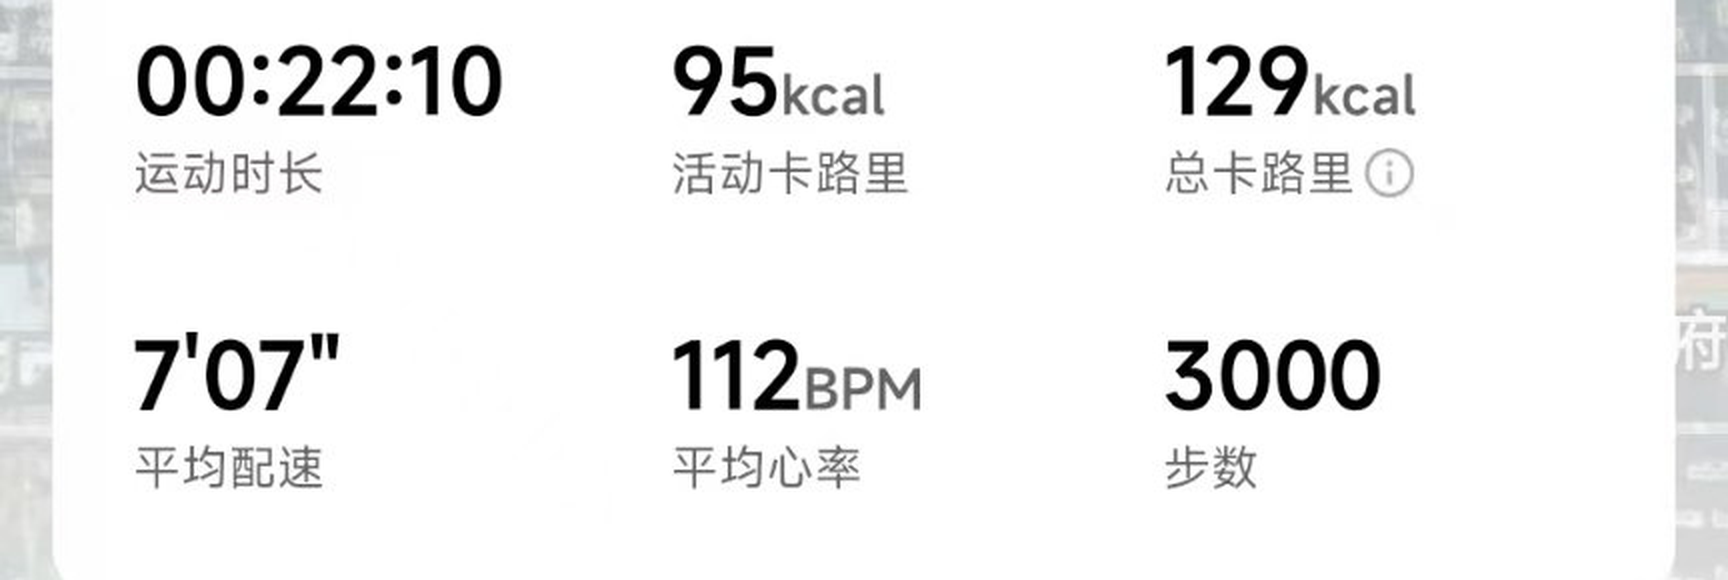 00:22:10 95kcal 129kcal
运动时长 活动卡路里 总卡路里
7'07" 112BPM 3000
府
平均配速 平均心率 步数